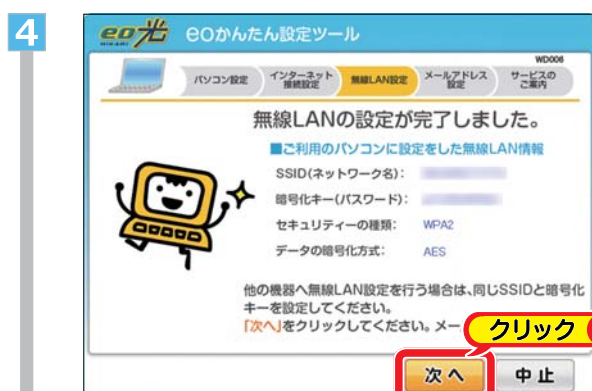 4
eo光 HIKARI eoかんたん設定ツール
WD006
パソコン設定 インターネット接続設定 無線LAN設定 メールアドレス設定 サービスのご案内
無線LANの設定が完了しました。
■ご利用のパソコンに設定をした無線LAN情報
SSID(ネットワーク名):
暗号化キー(パスワード):
セキュリティーの種類: WPA2
データの暗号化方式: AES
他の機器へ無線LAN設定を行う場合は、同じSSIDと暗号化
キーを設定してください。
「次へ」をクリックしてください。メー
クリック
次へ 中止